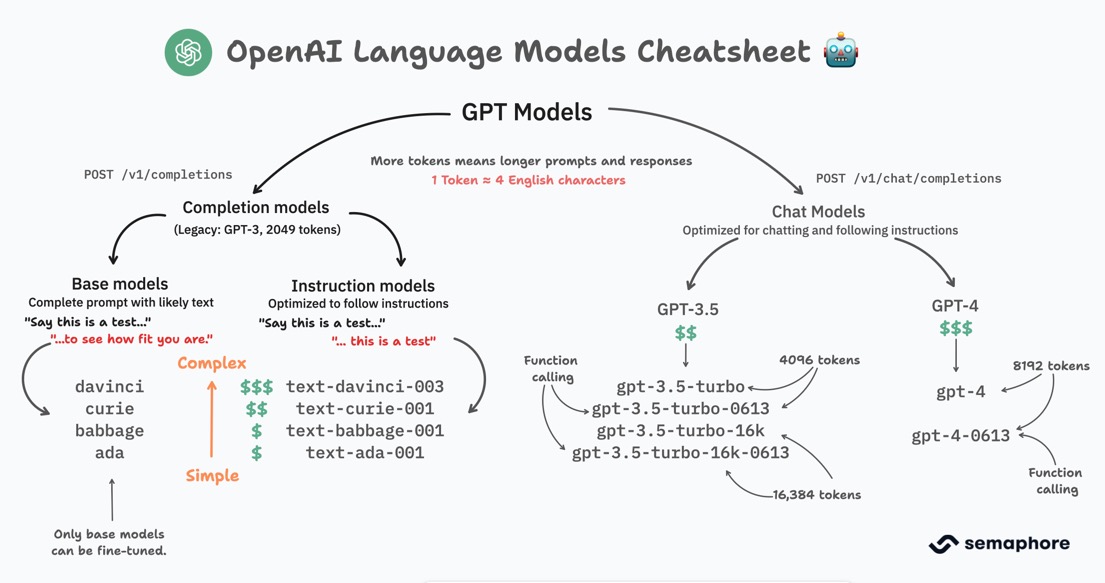 OpenAI Language Models Cheatsheet
GPT Models
More tokens means longer prompts and responses
1 Token ≈ 4 English characters
POST /v1/completions
Completion models
(Legacy: GPT-3, 2049 tokens)
Base models
Complete prompt with likely text
"Say this is a test..."
"...to see how fit you are."
davinci
curie
babbage
ada
Only base models
can be fine-tuned.
Complex
Simple
Instruction models
Optimized to follow instructions
"Say this is a test..."
"... this is a test"
$$$ text-davinci-003
$$ text-curie-001
$ text-babbage-001
$ text-ada-001
POST /v1/chat/completions
Chat Models
Optimized for chatting and following instructions
GPT-3.5
$$
Function
calling
4096 tokens
gpt-3.5-turbo
gpt-3.5-turbo-0613
gpt-3.5-turbo-16k
gpt-3.5-turbo-16k-0613
16,384 tokens
GPT-4
$$$
8192 tokens
gpt-4
gpt-4-0613
Function
calling
semaphore